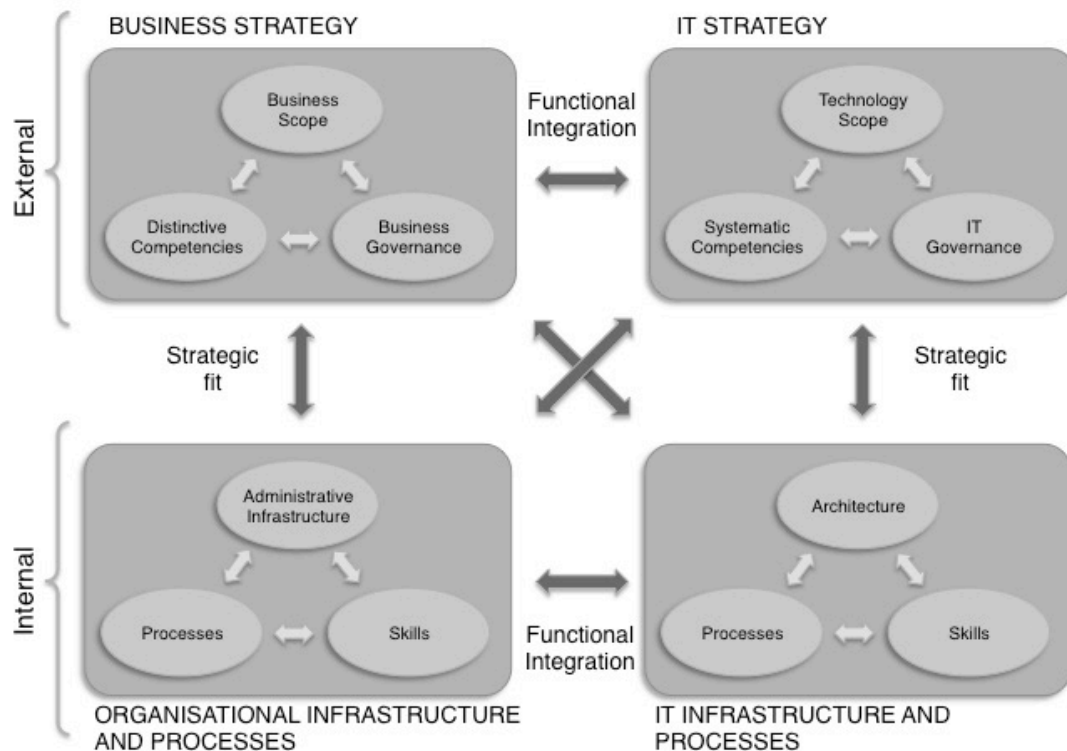 BUSINESS STRATEGY
IT STRATEGY
External
Business
Scope
Distinctive
Competencies
Business
Governance
Functional
Integration
Technology
Scope
Systematic
Competencies
IT
Governance
Strategic
fit
Strategic
fit
Internal
Administrative
Infrastructure
Processes
Skills
Functional
Integration
Architecture
Processes
Skills
ORGANISATIONAL INFRASTRUCTURE
AND PROCESSES
IT INFRASTRUCTURE AND
PROCESSES